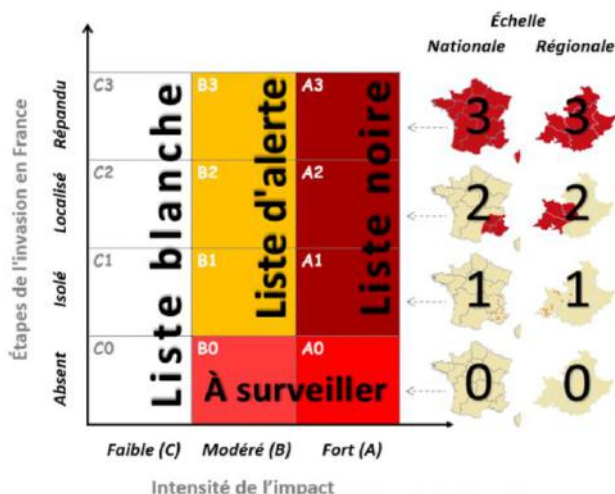 Échelle
Nationale Régionale
Étapes de l'invasion en France
Répandu
Localisé
Isolé
Absent
C3 B3 A3
C2 B2 A2
C1 B1 A1
C0 B0 A0
Liste blanche
Liste d'alerte
Liste noire
À surveiller
3 3
2 2
1 1
0 0
Faible (C) Modéré (B) Fort (A)
Intensité de l'impact